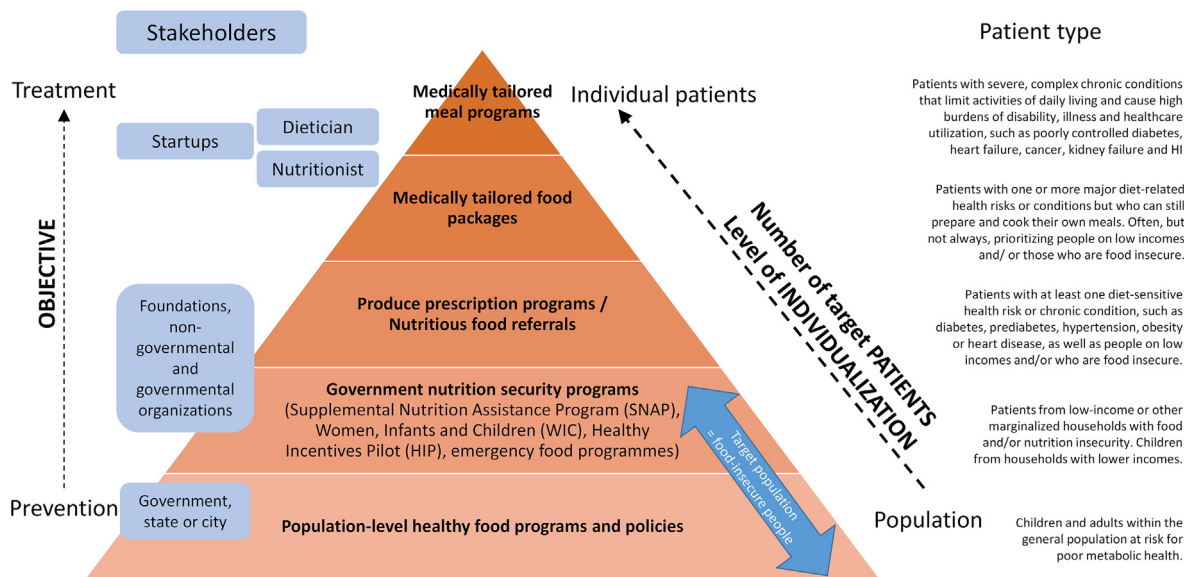 Stakeholders
Patient type
Treatment
OBJECTIVE
Prevention
Startups
Dietician
Nutritionist
Foundations,
non-
governmental
and
governmental
organizations
Government,
state or city
Medically tailored
meal programs
Medically tailored food
packages
Produce prescription programs /
Nutritious food referrals
Government nutrition security programs
(Supplemental Nutrition Assistance Program (SNAP),
Women, Infants and Children (WIC), Healthy
Incentives Pilot (HIP), emergency food programmes)
Population-level healthy food programs and policies
Target population
= food-insecure
people
Individual patients
Number of target PATIENTS
Level of INDIVIDUALIZATION
Population
Patients with severe, complex chronic conditions
that limit activities of daily living and cause high
burdens of disability, illness and healthcare
utilization, such as poorly controlled diabetes,
heart failure, cancer, kidney failure and HI
Patients with one or more major diet-related
health risks or conditions but who can still
prepare and cook their own meals. Often, but
not always, prioritizing people on low incomes
and/ or those who are food insecure.
Patients with at least one diet-sensitive
health risk or chronic condition, such as
diabetes, prediabetes, hypertension, obesity
or heart disease, as well as people on low
incomes and/or who are food insecure.
Patients from low-income or other
marginalized households with food
and/or nutrition insecurity. Children
from households with lower incomes.
Children and adults within the
general population at risk for
poor metabolic health.